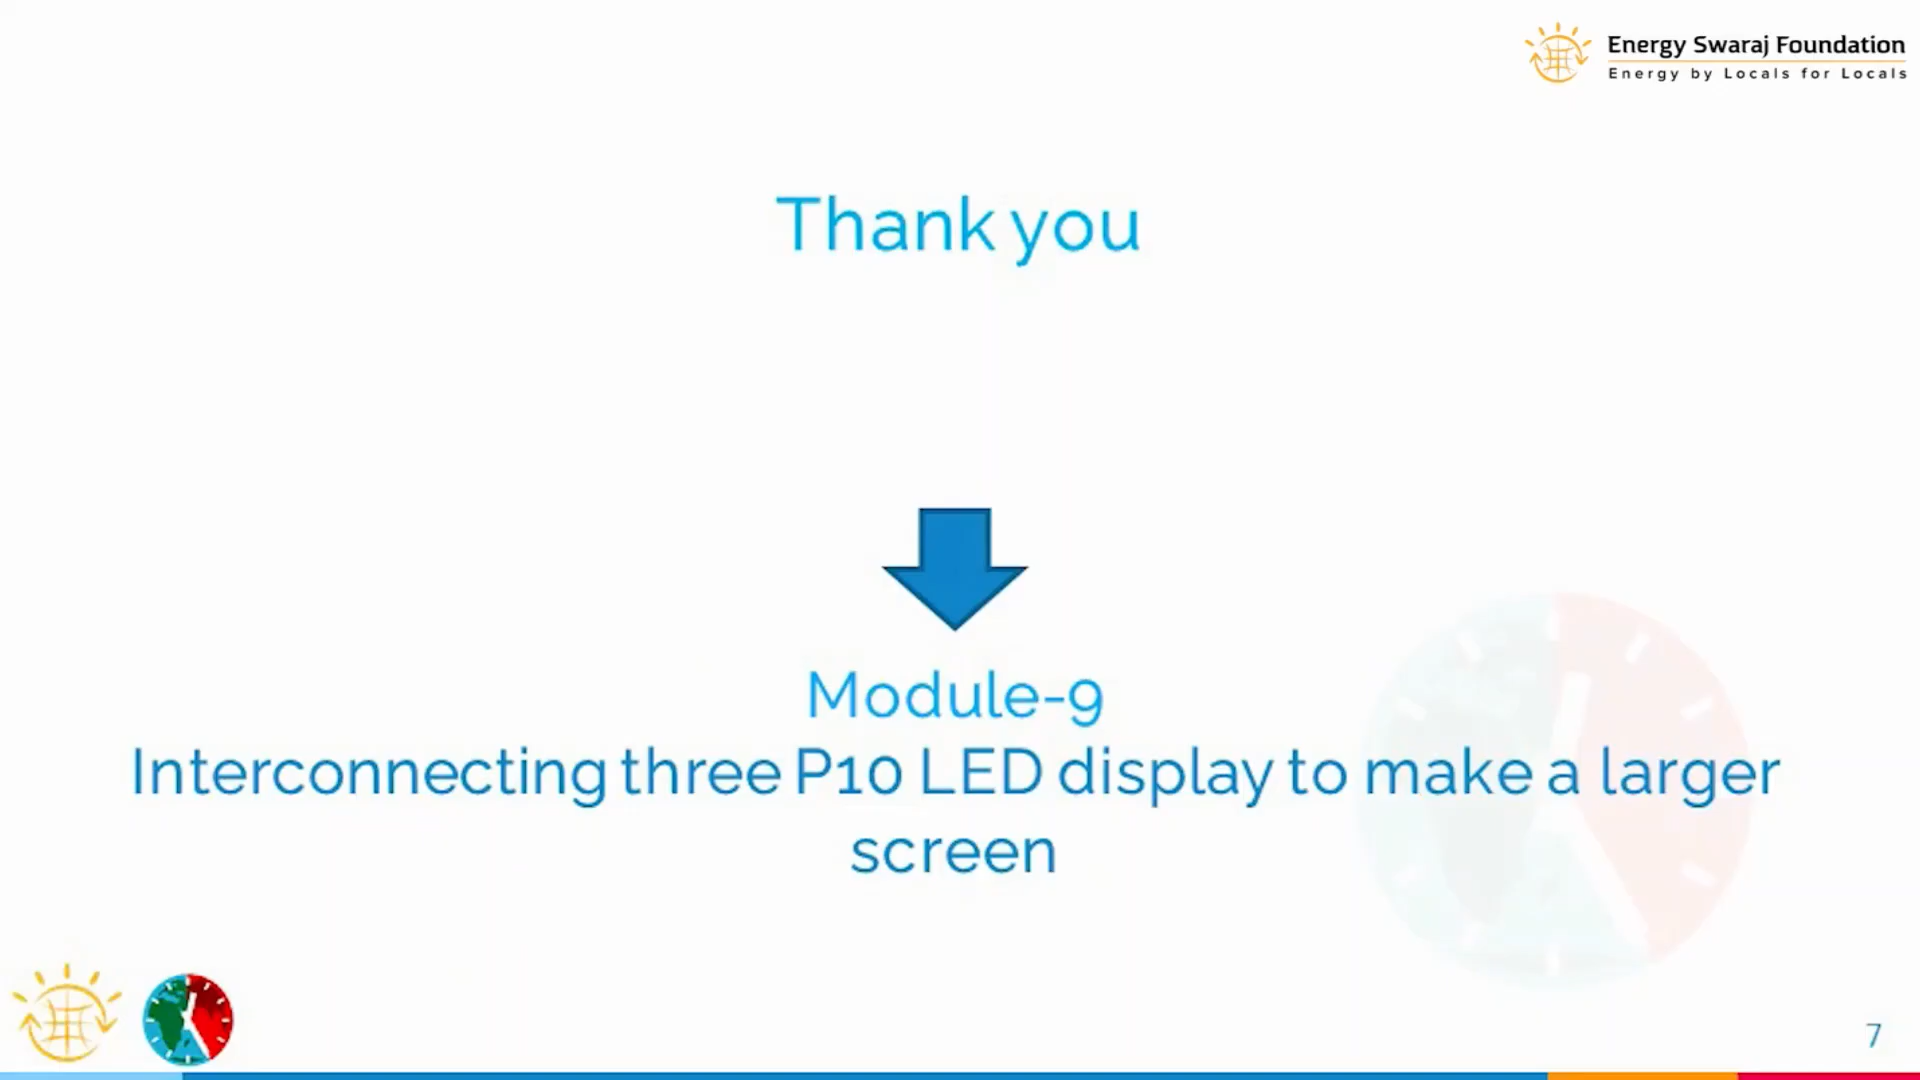 Energy Swaraj Foundation
Energy by Locals for Locals
Thank you
Module-9
Interconnecting three P10 LED display to make a larger
screen
7